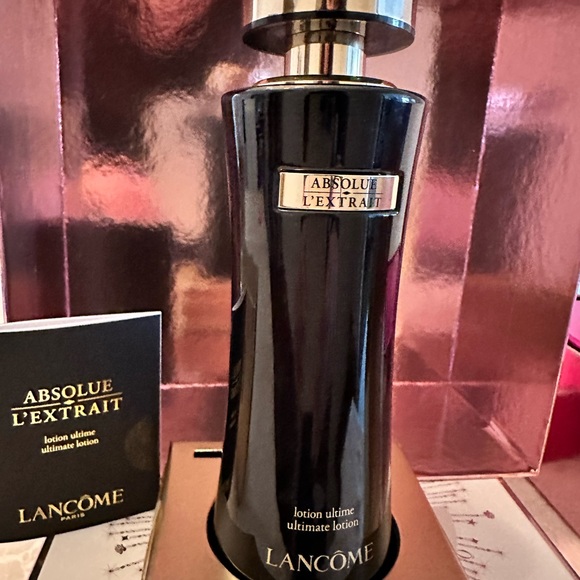 ABSOLUE
L'EXTRAIT
lotion ultime
ultimate lotion
LANCÔME
ABSOLUE
L'EXTRAIT
lotion ultime
ultimate lotion
LANCÔME
PARIS